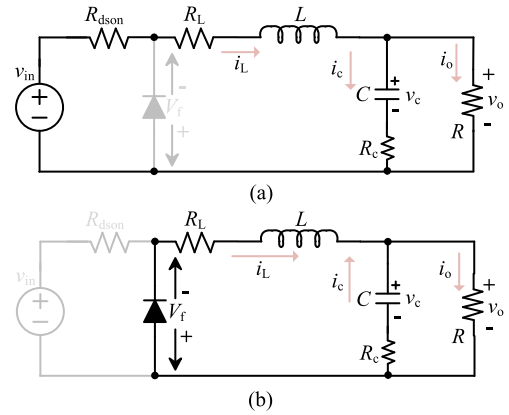 R_dson R_L L
v_in i_L i_c i_o
+ - V_f + C + - v_c R_c R + - v_o
(a)
R_dson R_L L
v_in i_L i_c i_o
+ - V_f + C + - v_c R_c R + - v_o
(b)